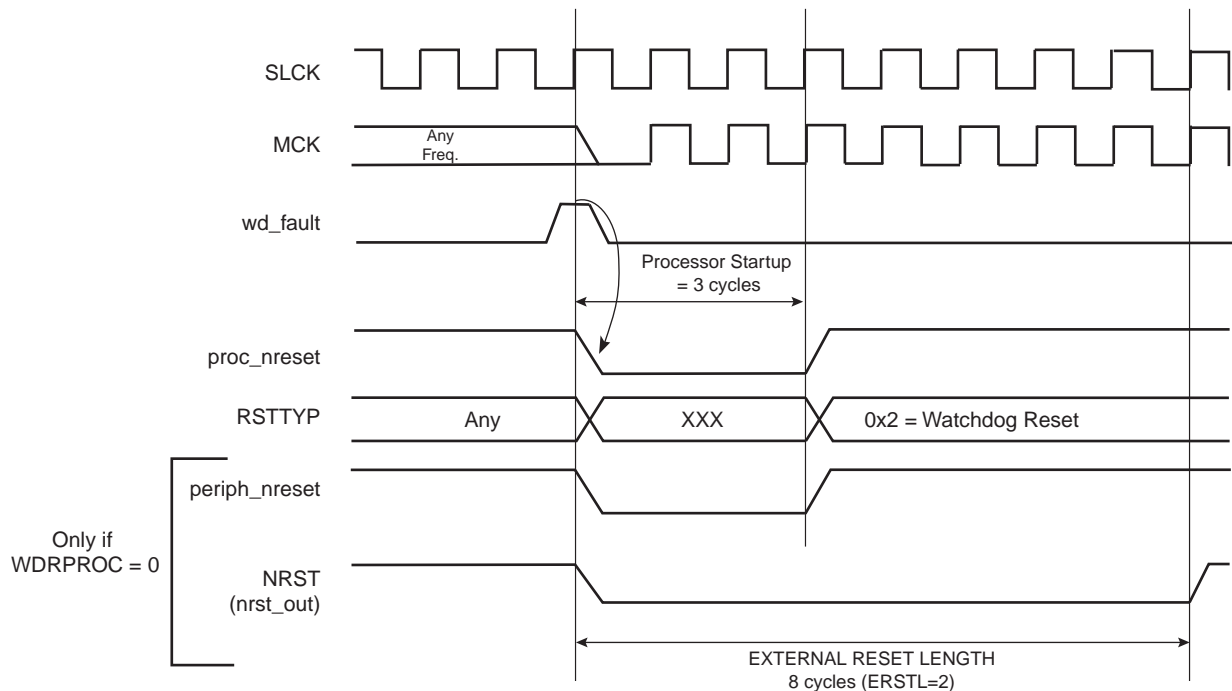 SLCK
MCK
Any
Freq.
wd_fault
Processor Startup
= 3 cycles
proc_nreset
RSTTYP
Any
XXX
0x2 = Watchdog Reset
periph_nreset
Only if
WDRPROC = 0
NRST
(nrst_out)
EXTERNAL RESET LENGTH
8 cycles (ERSTL=2)